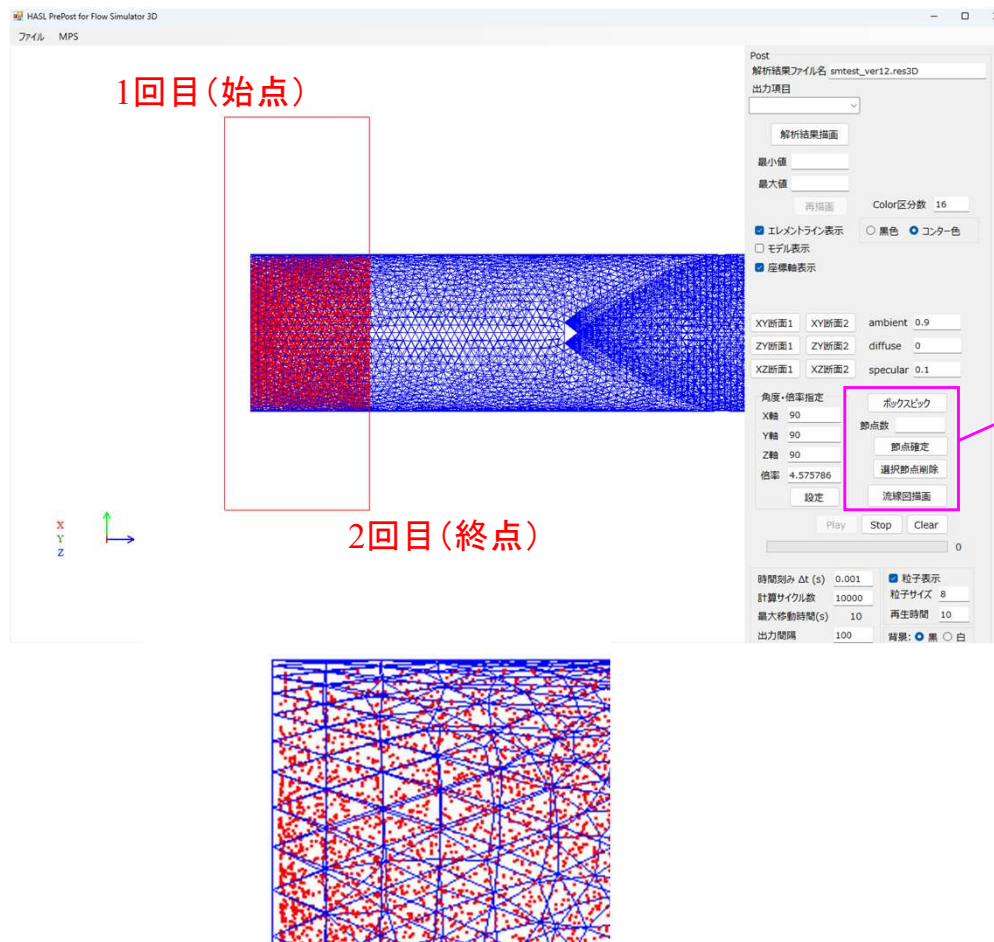 HASL PrePost for Flow Simulator 3D
ファイル MPS
1回目(始点)
2回目(終点)
X
Y
Z
Post
解析結果ファイル名 smtest_ver12.res3D
出力項目
解析結果描画
最小値
最大値
再描画 Color区分数 16
エレメントライン表示 黒色 コンター色
モデル表示
座標軸表示
XY断面1 XY断面2 ambient 0.9
ZY断面1 ZY断面2 diffuse 0
XZ断面1 XZ断面2 specular 0.1
角度・倍率指定 ボックスピック
X軸 90 節点数
Y軸 90 節点確定
Z軸 90 選択節点削除
倍率 4.575786
設定 流線図描画
Play Stop Clear
0
時間刻み Δt (s) 0.001 粒子表示
計算サイクル数 10000 粒子サイズ 8
最大移動時間(s) 10 再生時間 10
出力間隔 100 背景: 黒 白